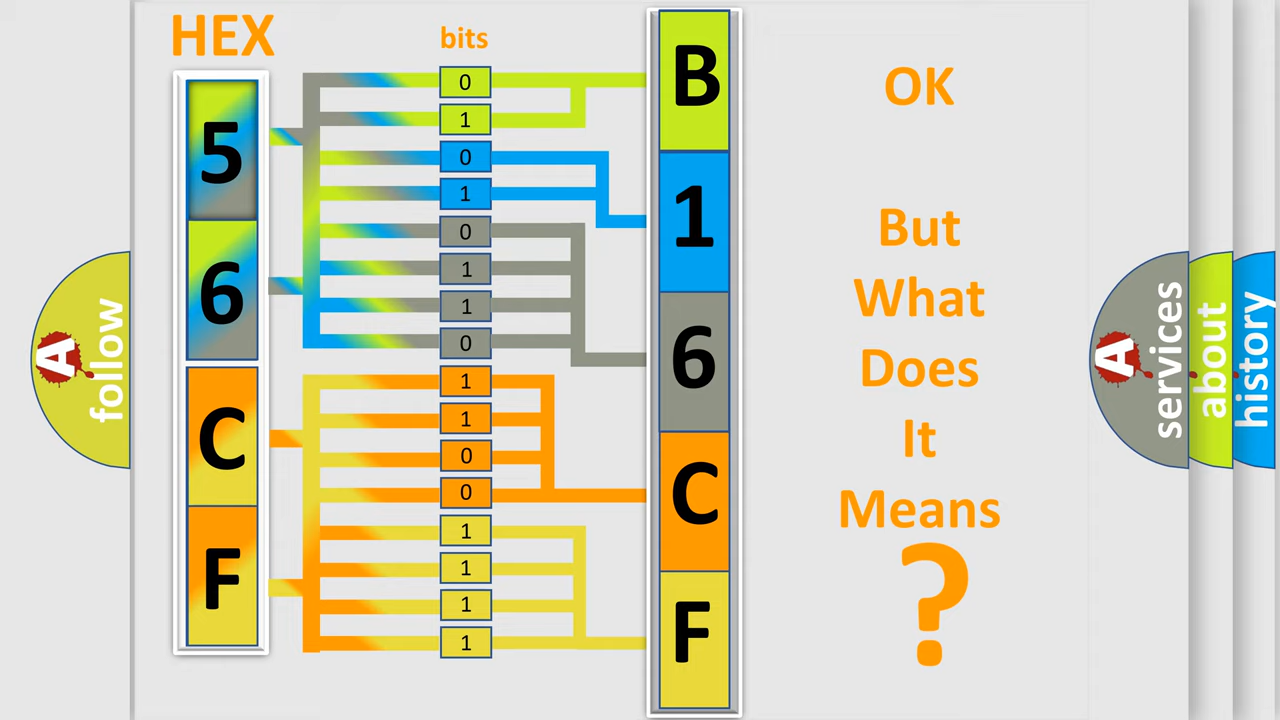 HEX
bits
5
6
C
F
0
1
0
1
0
1
1
0
1
1
0
0
1
1
1
1
B
1
6
C
F
OK
But
What
Does
It
Means
?
A follow
A services
about
history